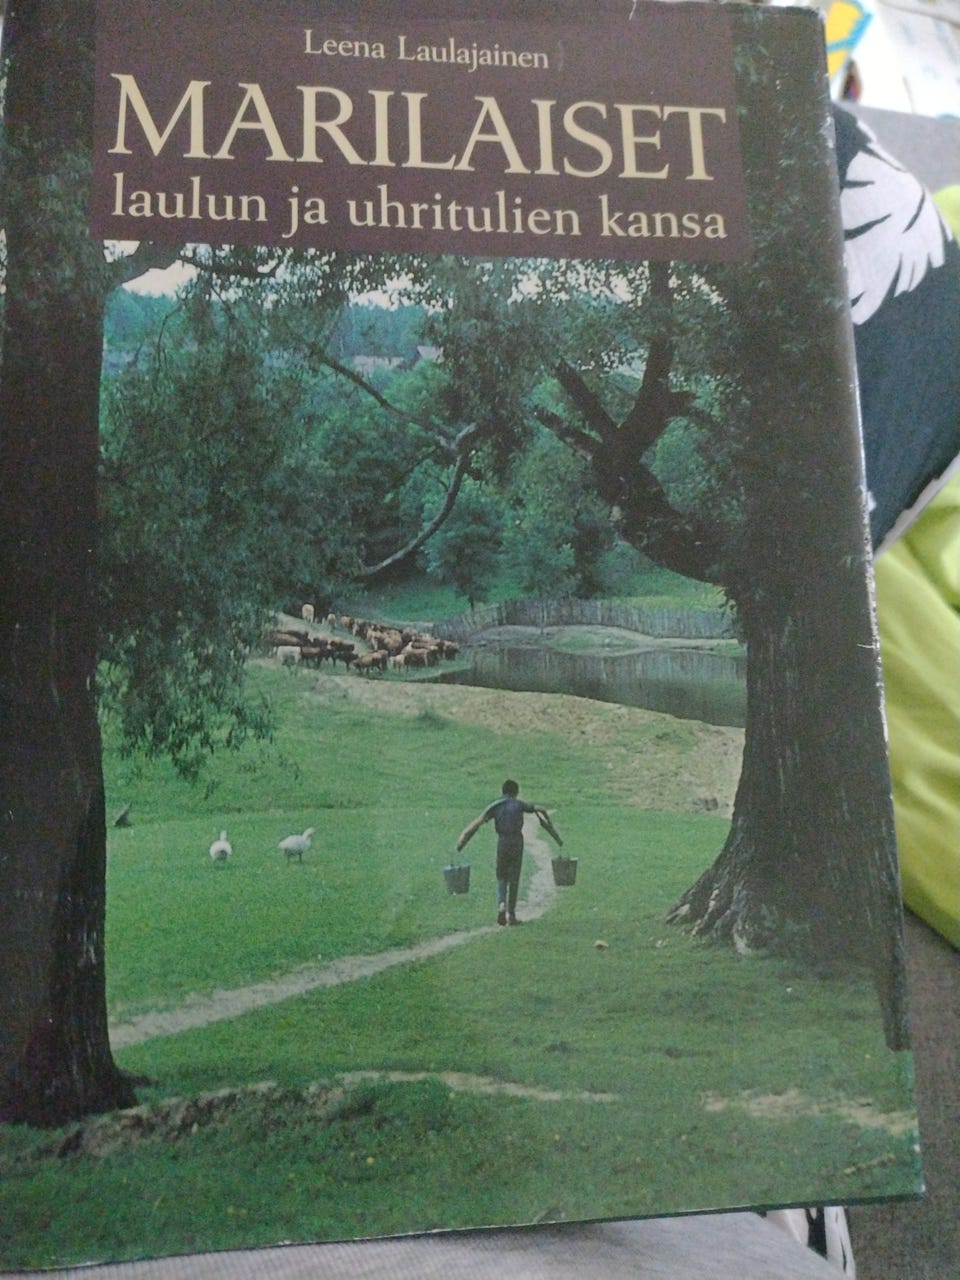 Leena Laulajainen
MARILAISET
laulun ja uhritulien kansa